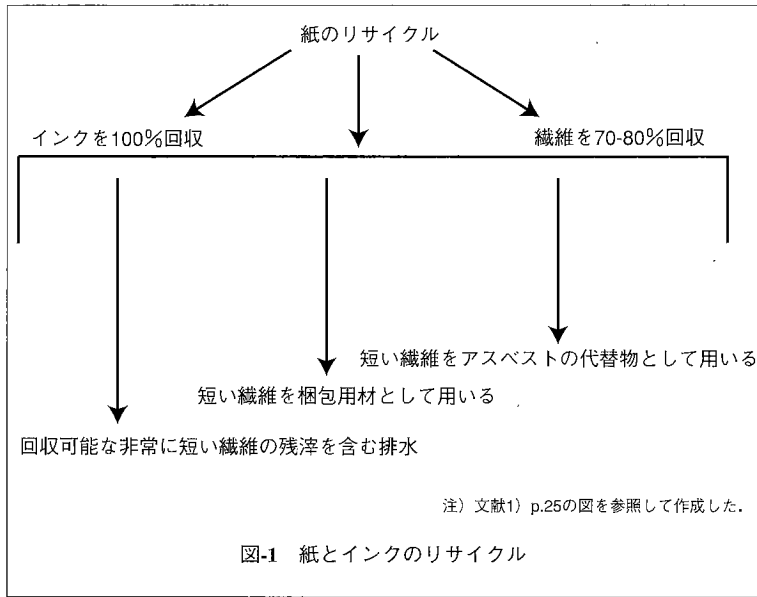 紙のリサイクル
インクを100%回収
繊維を70-80%回収
短い繊維をアスベストの代替物として用いる
短い繊維を梱包用材として用いる
回収可能な非常に短い繊維の残滓を含む排水
注）文献1）p.25の図を参照して作成した．
図-1　紙とインクのリサイクル